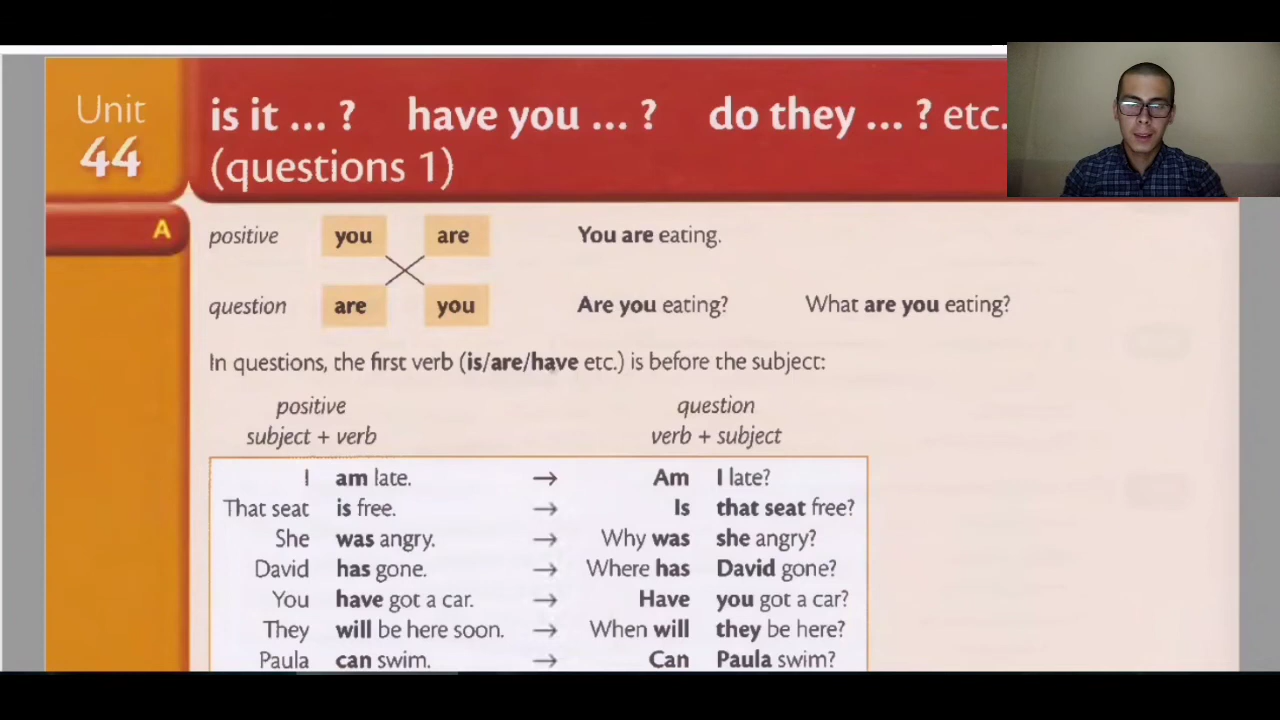 Unit
44
is it ... ? have you ... ? do they ... ? etc.
(questions 1)
A
positive you are You are eating.
question are you Are you eating? What are you eating?
In questions, the first verb (is/are/have etc.) is before the subject:
positive question
subject + verb verb + subject
I am late. → Am I late?
That seat is free. → Is that seat free?
She was angry. → Why was she angry?
David has gone. → Where has David gone?
You have got a car. → Have you got a car?
They will be here soon. → When will they be here?
Paula can swim. → Can Paula swim?